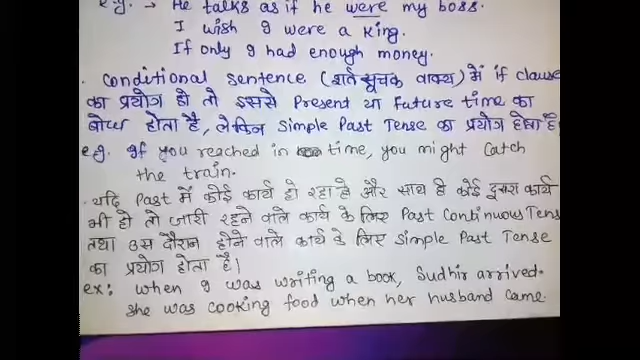 e.g. → He talks as if he were my boss.
I wish I were a king.
If only I had enough money.
. Conditional sentence (शर्त सूचक वाक्य) में if clause
का प्रयोग हो तो इससे Present या Future time का
बोध होता है, लेकिन Simple Past Tense का प्रयोग होता है
eg. If you reached in time, you might catch
the train.
. यदि Past में कोई कार्य हो रहा हो और साथ ही कोई दूसरा कार्य
भी हो तो जारी रहने वाले कार्य के लिए Past Continuous Tens
तथा उस दौरान होने वाले कार्य के लिए Simple Past Tense
का प्रयोग होता है।
ex: when I was writing a book, Sudhir arrived.
She was cooking food when her husband came.